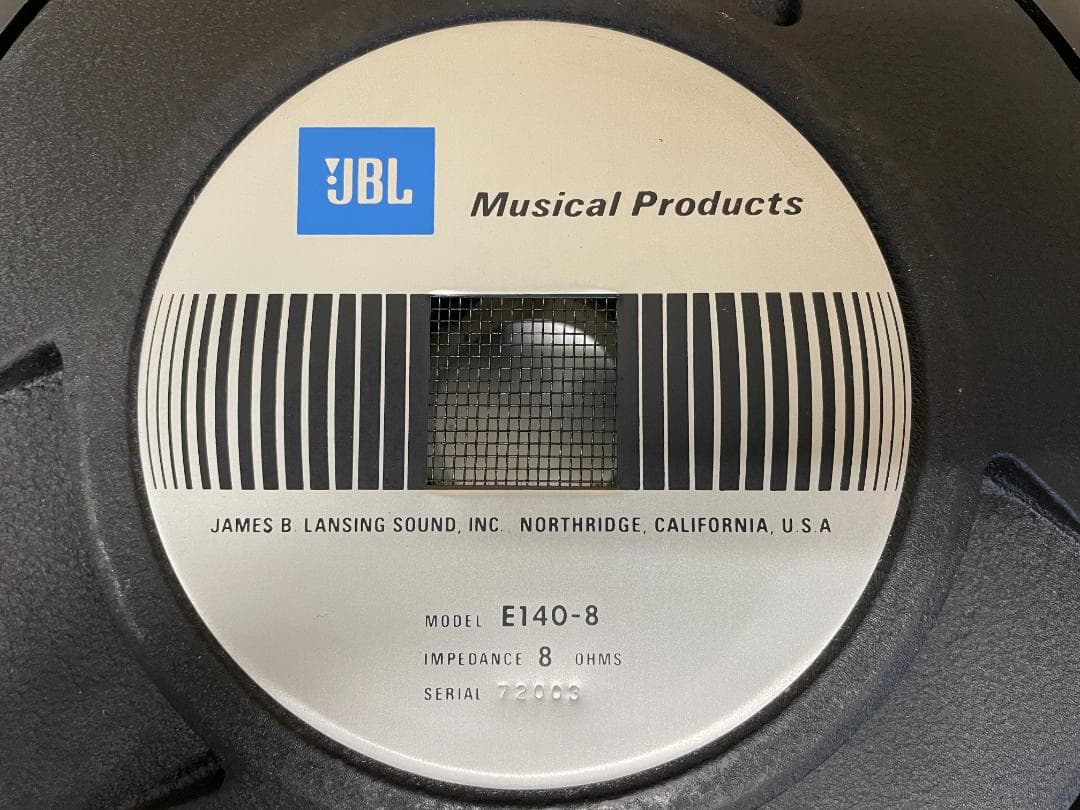 JBL
Musical Products
JAMES B. LANSING SOUND, INC. NORTHRIDGE, CALIFORNIA, U.S.A
MODEL E140-8
IMPEDANCE 8 OHMS
SERIAL 72003